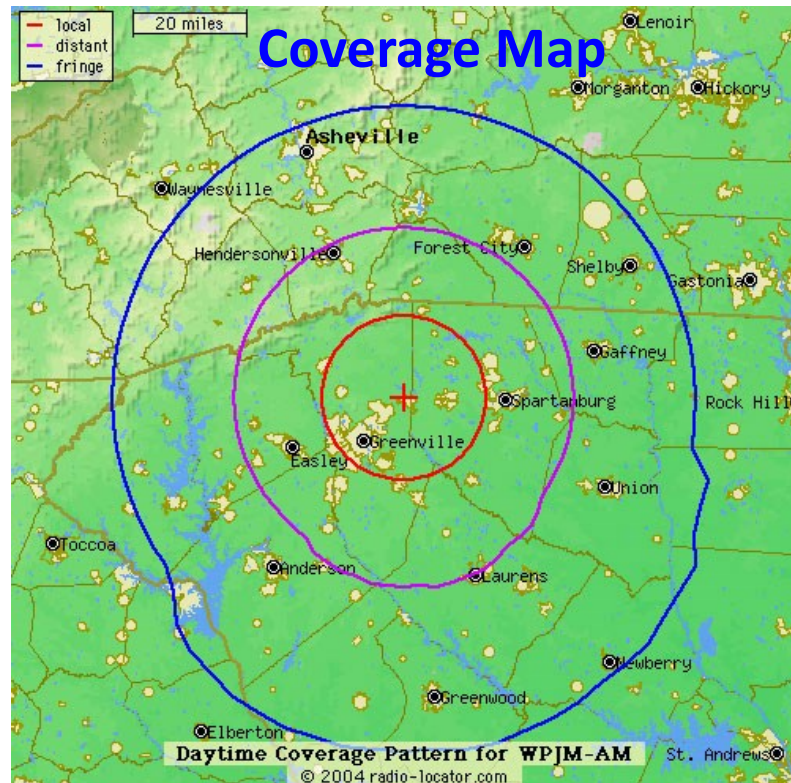 local
distant
fringe
20 miles
Coverage Map
Lenoir
Morganton
Hickory
Asheville
Waynesville
Hendersonville
Forest City
Shelby
Gastonia
Gaffney
Spartanburg
Rock Hill
Greenville
Easley
Union
Toccoa
Anderson
Laurens
Newberry
Greenwood
Elberton
Daytime Coverage Pattern for WPJM-AM
St. Andrews
© 2004 radio-locator.com